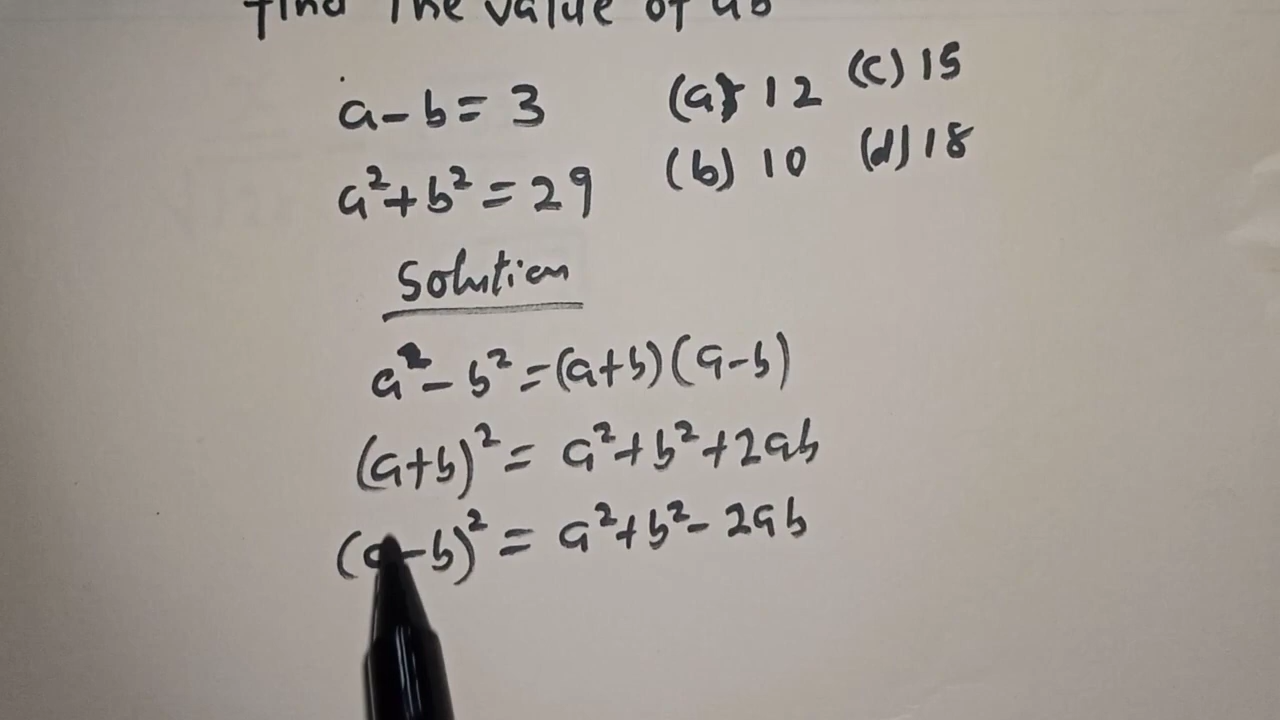 find the value of ab
a-b=3 (a) 12 (c) 15
a²+b²=29 (b) 10 (d) 18
Solution
a²-b²=(a+b)(a-b)
(a+b)²= a²+b²+2ab
(a-b)²= a²+b²-2ab